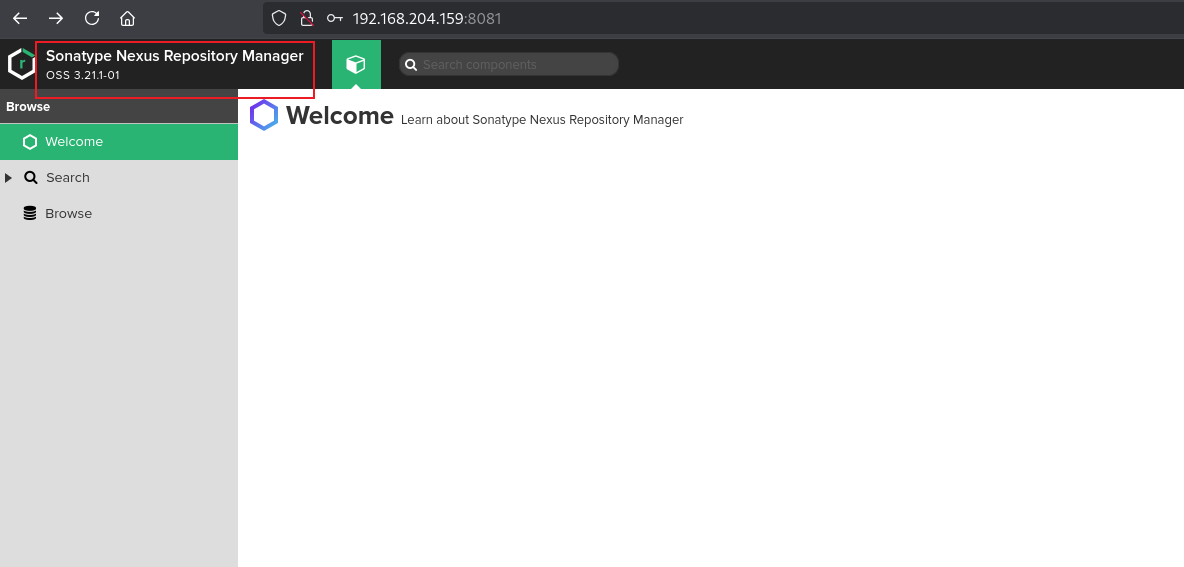 192.168.204.159:8081
Sonatype Nexus Repository Manager
OSS 3.21.1-01
Search components
Browse
Welcome
Search
Browse
Welcome Learn about Sonatype Nexus Repository Manager